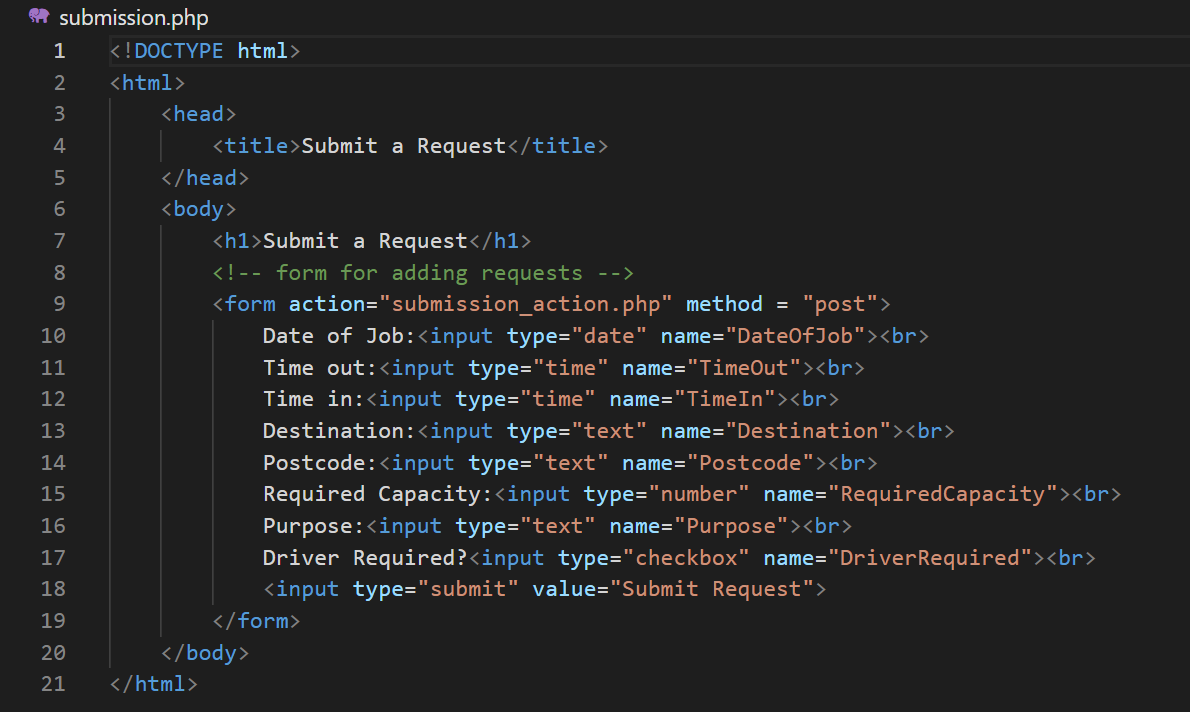 submission.php
1 <!DOCTYPE html>
2 <html>
3     <head>
4         <title>Submit a Request</title>
5     </head>
6     <body>
7         <h1>Submit a Request</h1>
8         <!-- form for adding requests -->
9         <form action="submission_action.php" method = "post">
10             Date of Job:<input type="date" name="DateOfJob"><br>
11             Time out:<input type="time" name="TimeOut"><br>
12             Time in:<input type="time" name="TimeIn"><br>
13             Destination:<input type="text" name="Destination"><br>
14             Postcode:<input type="text" name="Postcode"><br>
15             Required Capacity:<input type="number" name="RequiredCapacity"><br>
16             Purpose:<input type="text" name="Purpose"><br>
17             Driver Required?<input type="checkbox" name="DriverRequired"><br>
18             <input type="submit" value="Submit Request">
19         </form>
20     </body>
21 </html>